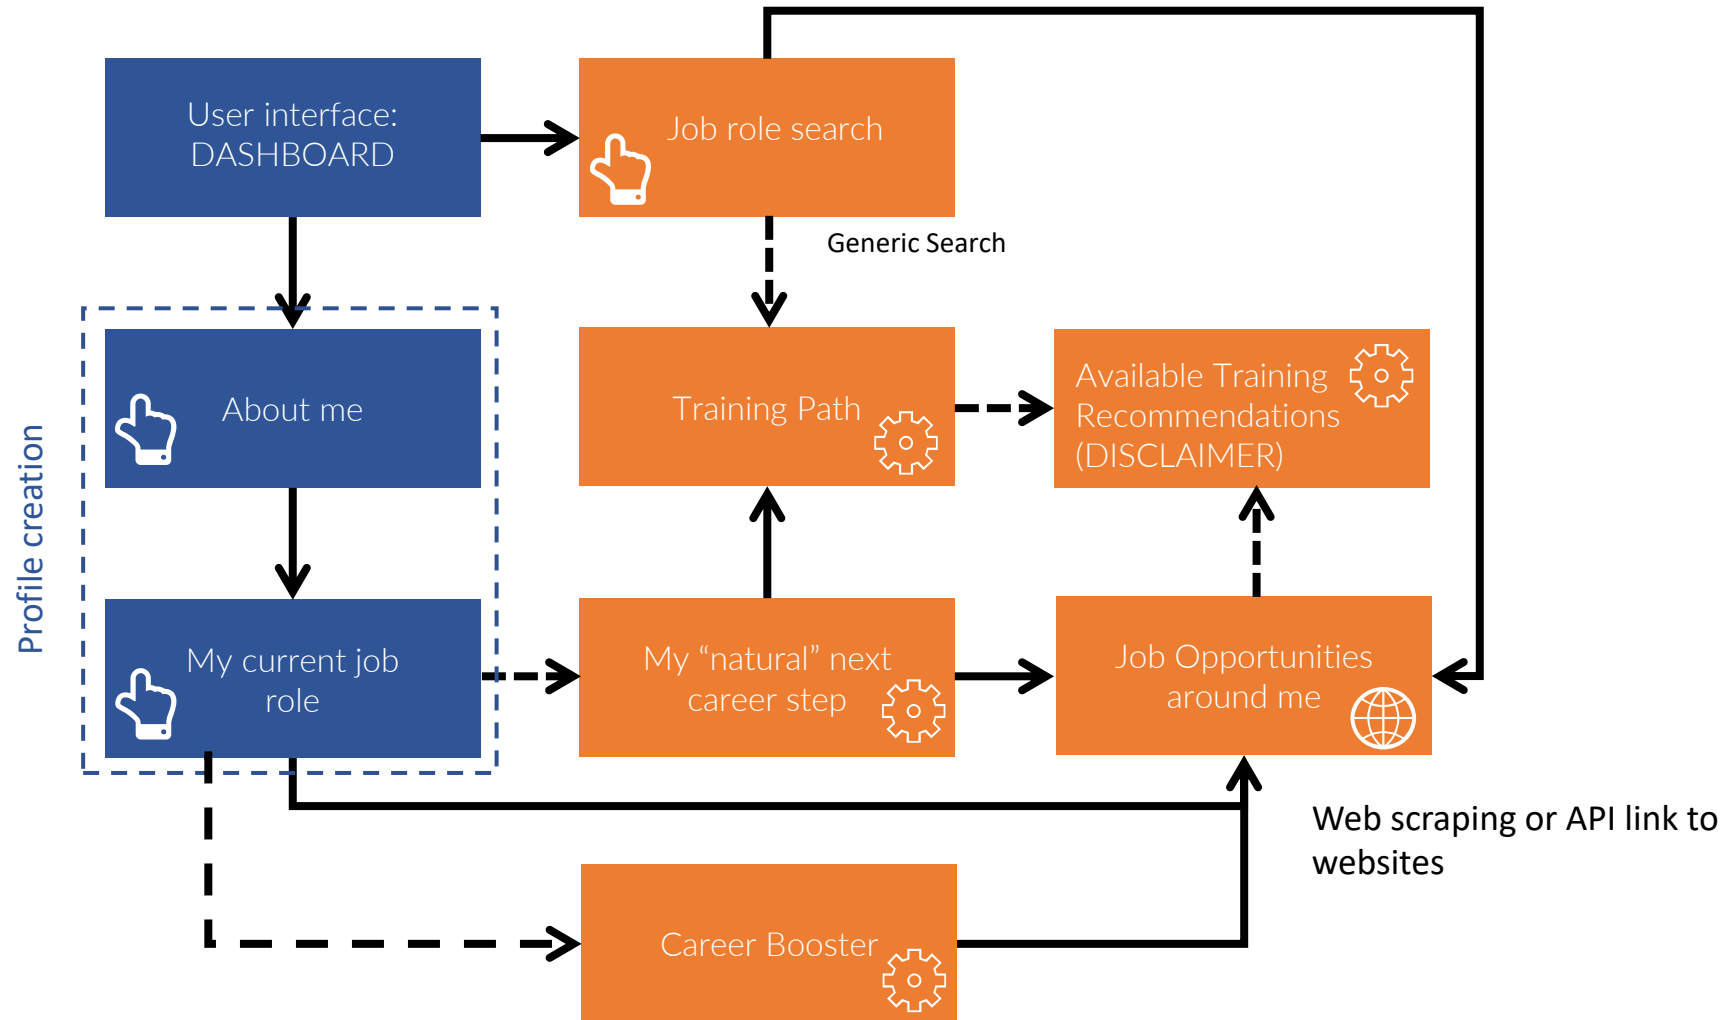 User interface:
DASHBOARD
Job role search
Generic Search
About me
Training Path
Available Training
Recommendations
(DISCLAIMER)
Profile creation
My current job
role
My “natural” next
career step
Job Opportunities
around me
Web scraping or API link to
websites
Career Booster